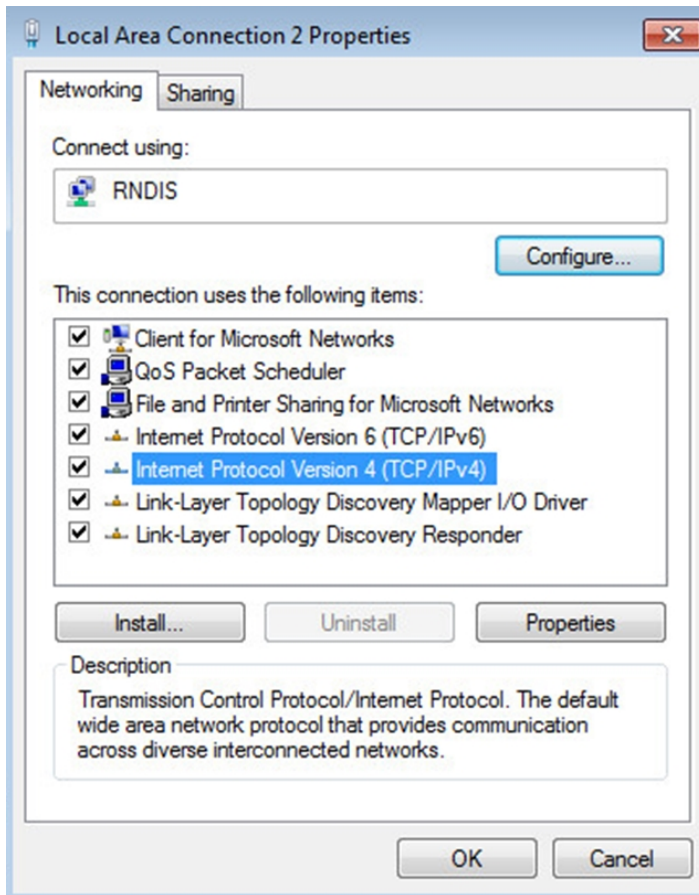 Local Area Connection 2 Properties
Networking
Sharing
Connect using:
RNDIS
Configure...
This connection uses the following items:
Client for Microsoft Networks
QoS Packet Scheduler
File and Printer Sharing for Microsoft Networks
Internet Protocol Version 6 (TCP/IPv6)
Internet Protocol Version 4 (TCP/IPv4)
Link-Layer Topology Discovery Mapper I/O Driver
Link-Layer Topology Discovery Responder
Install...
Uninstall
Properties
Description
Transmission Control Protocol/Internet Protocol. The default
wide area network protocol that provides communication
across diverse interconnected networks.
OK
Cancel